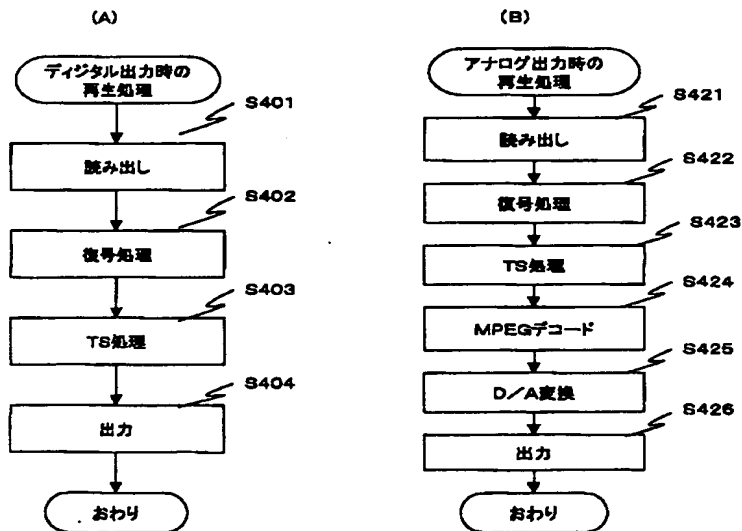 (A)
ディジタル出力時の
再生処理
S401
読み出し
S402
復号処理
S403
TS処理
S404
出力
おわり
(B)
アナログ出力時の
再生処理
S421
読み出し
S422
復号処理
S423
TS処理
S424
MPEGデコード
S425
D/A変換
S426
出力
おわり